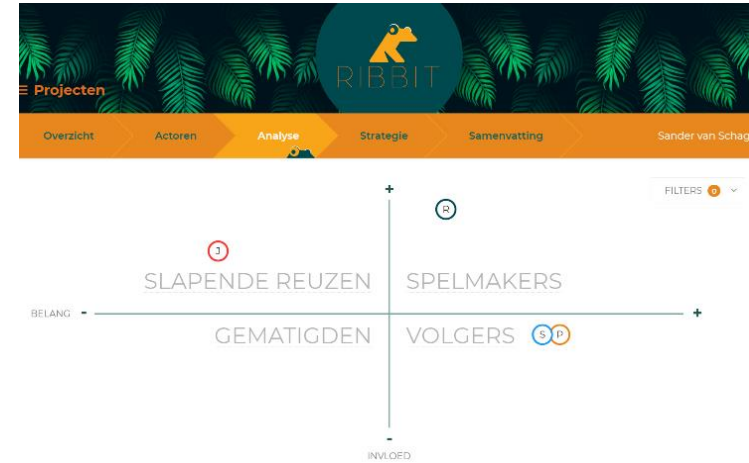 RIBBIT
≡ Projecten
Overzicht Actoren Analyse Strategie Samenvatting Sander van Schag
FILTERS 0
+
R
J
SLAPENDE REUZEN SPELMAKERS
BELANG - +
GEMATIGDEN VOLGERS S P
-
INVLOED